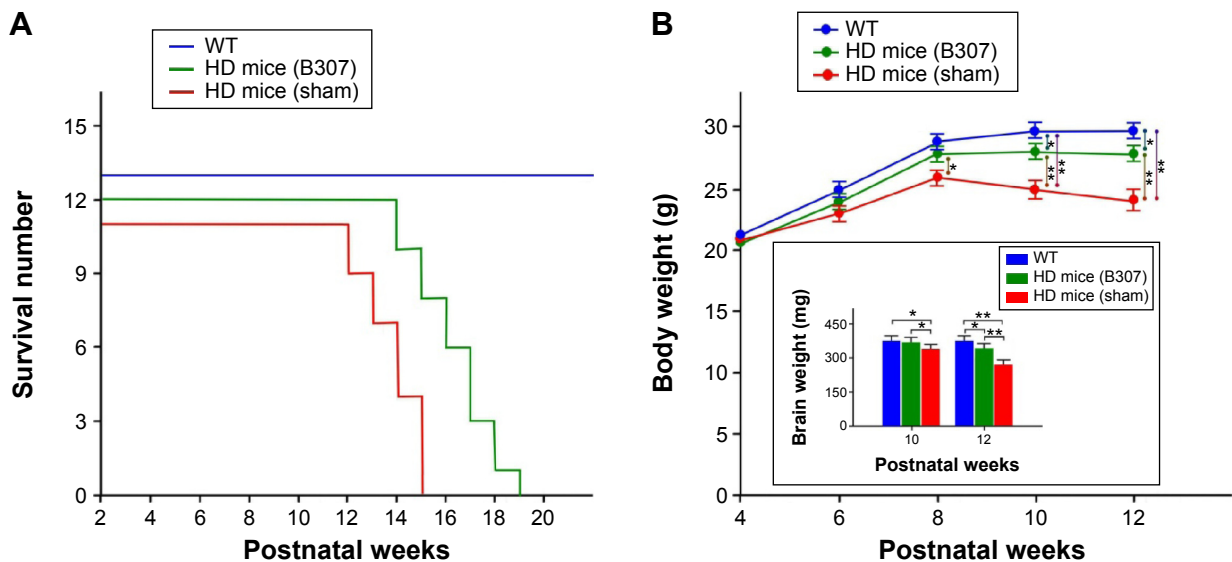 A
WT
HD mice (B307)
HD mice (sham)
Survival number
15
12
9
6
3
0
2 4 6 8 10 12 14 16 18 20
Postnatal weeks
B
WT
HD mice (B307)
HD mice (sham)
Body weight (g)
30
25
20
15
10
5
0
* ** ** * ** **
*
4 6 8 10 12
Postnatal weeks
WT
HD mice (B307)
HD mice (sham)
Brain weight (mg)
450
300
150
0
* **
* * **
10 12
Postnatal weeks